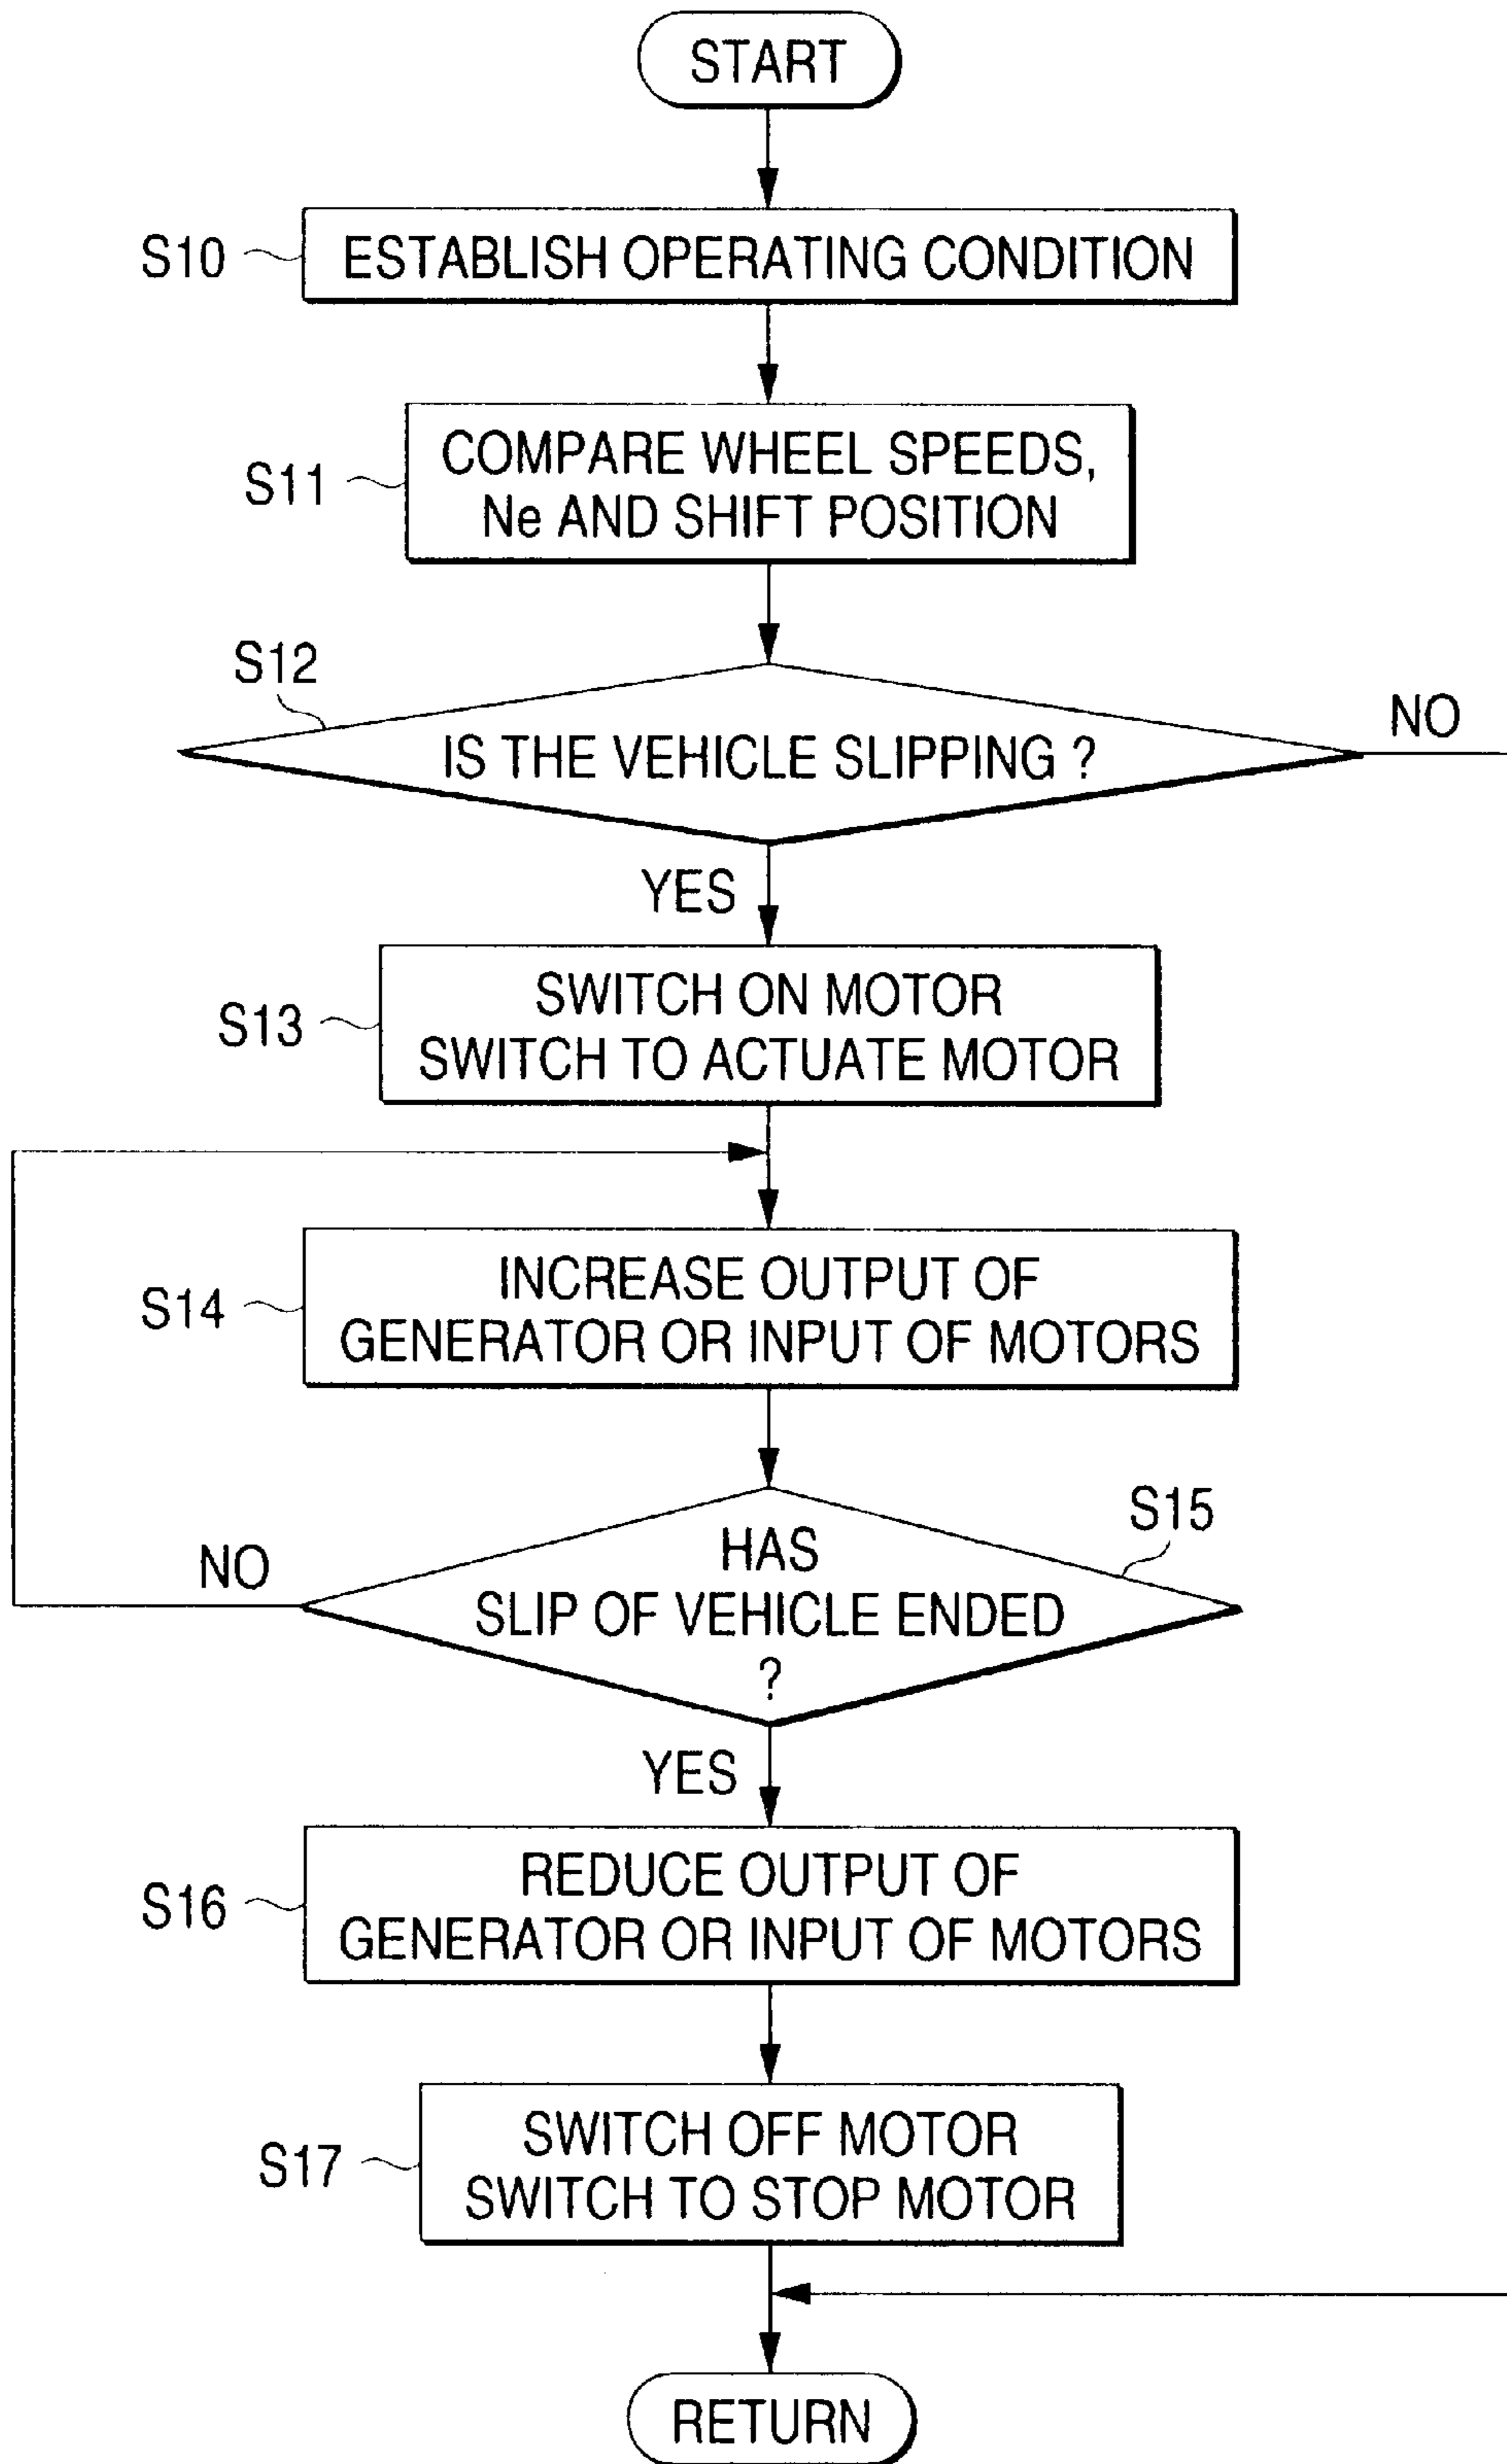 START
S10
ESTABLISH OPERATING CONDITION
S11
COMPARE WHEEL SPEEDS,
Ne AND SHIFT POSITION
S12
IS THE VEHICLE SLIPPING ?
NO
YES
S13
SWITCH ON MOTOR
SWITCH TO ACTUATE MOTOR
S14
INCREASE OUTPUT OF
GENERATOR OR INPUT OF MOTORS
S15
HAS
SLIP OF VEHICLE ENDED
?
NO
YES
S16
REDUCE OUTPUT OF
GENERATOR OR INPUT OF MOTORS
S17
SWITCH OFF MOTOR
SWITCH TO STOP MOTOR
RETURN